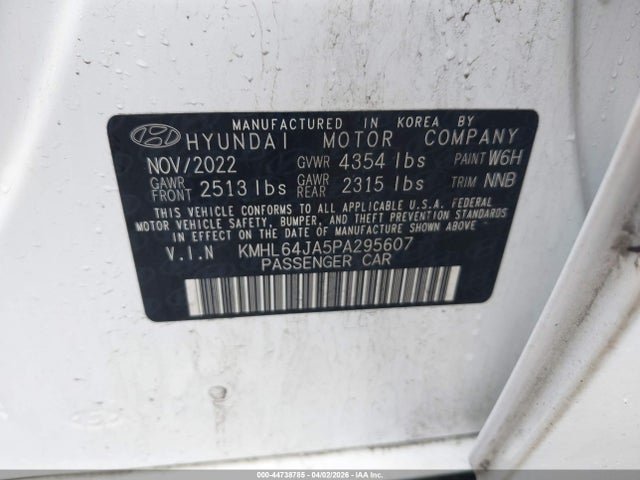 MANUFACTURED IN KOREA BY
HYUNDAI MOTOR COMPANY
NOV/2022 GVWR 4354 lbs PAINT W6H
GAWR FRONT 2513 lbs GAWR REAR 2315 lbs TRIM NNB
THIS VEHICLE CONFORMS TO ALL APPLICABLE U.S.A. FEDERAL
MOTOR VEHICLE SAFETY, BUMPER, AND THEFT PREVENTION STANDARDS
IN EFFECT ON THE DATE OF MANUFACTURE SHOWN ABOVE.
V.I.N KMHL64JA5PA295607
PASSENGER CAR
000-44738765 - 04/02/2026 - IAA, Inc.